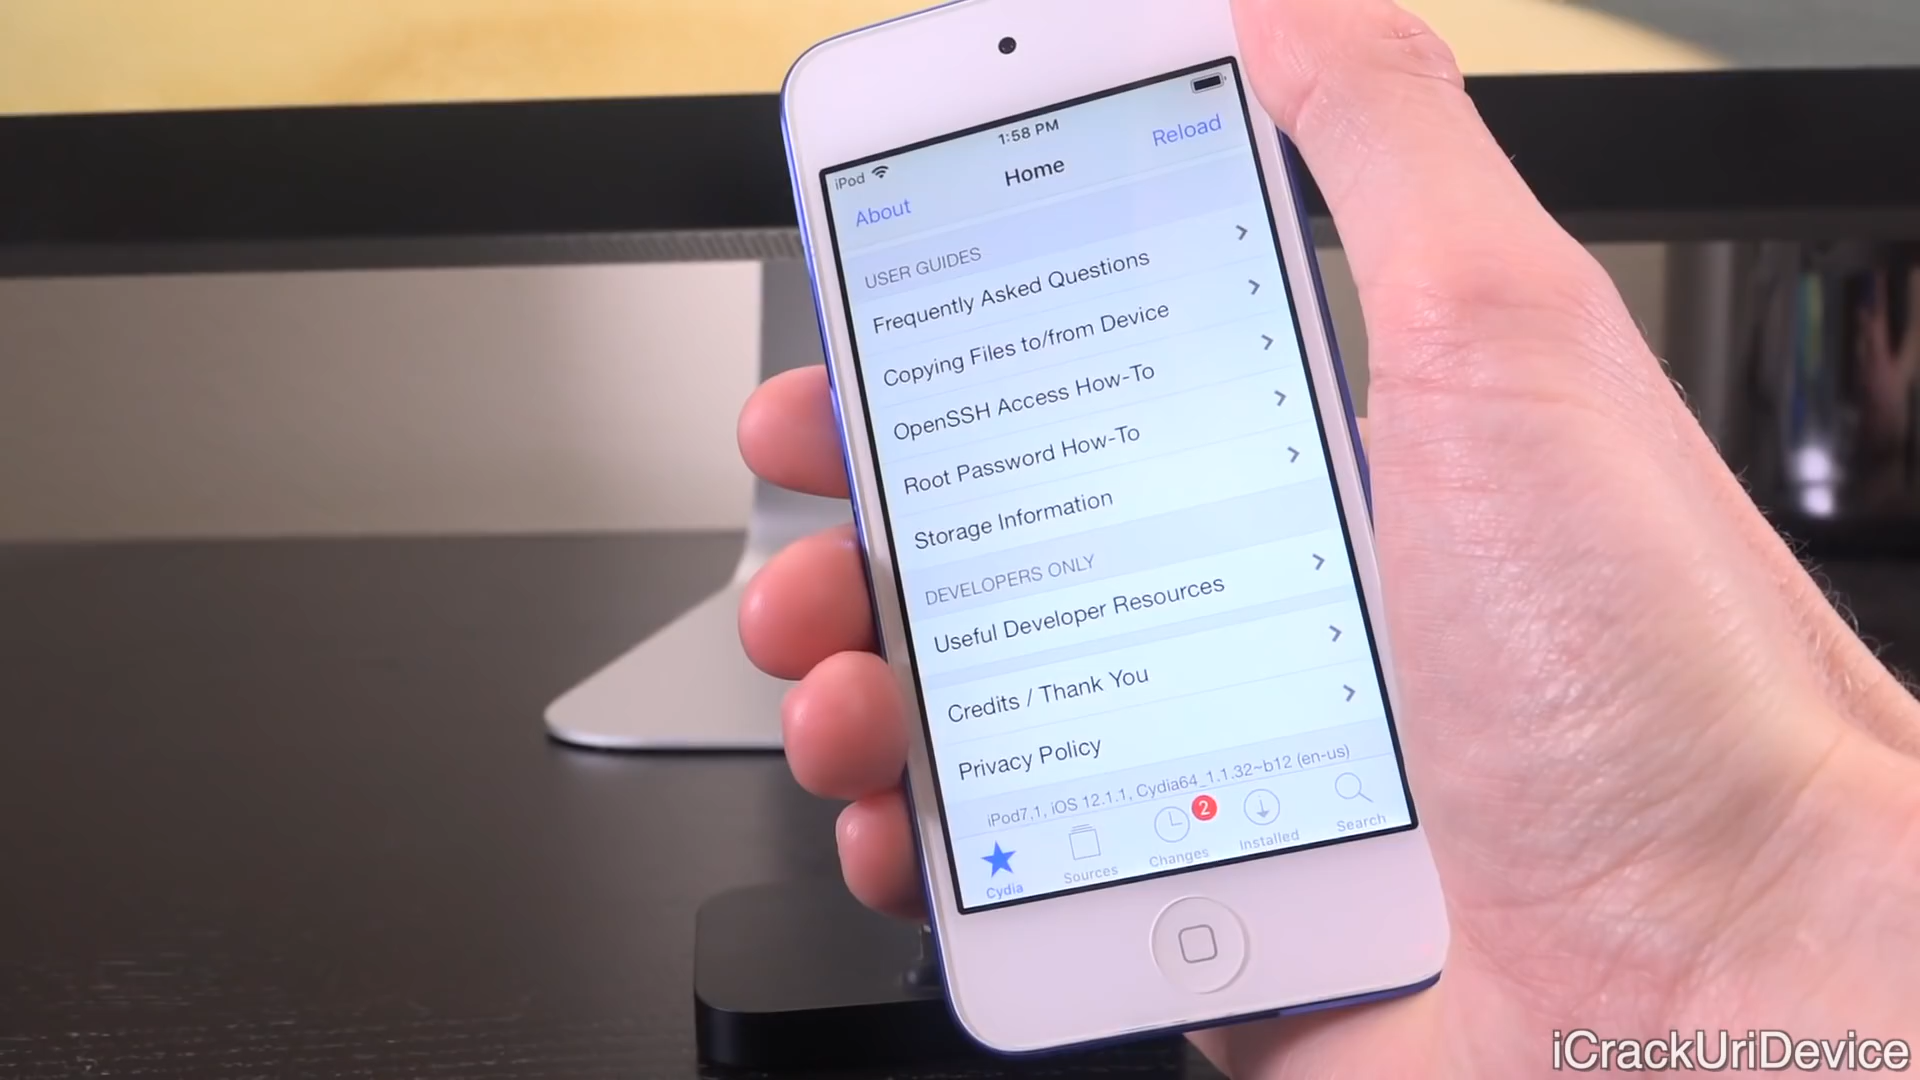 iPod
1:58 PM
About
Home
Reload
USER GUIDES
Frequently Asked Questions
Copying Files to/from Device
OpenSSH Access How-To
Root Password How-To
Storage Information
DEVELOPERS ONLY
Useful Developer Resources
Credits / Thank You
Privacy Policy
iPod7,1, iOS 12.1.1, Cydia64_1.1.32~b12 (en-us)
Cydia
Sources
2
Changes
Installed
Search
iCrackUriDevice